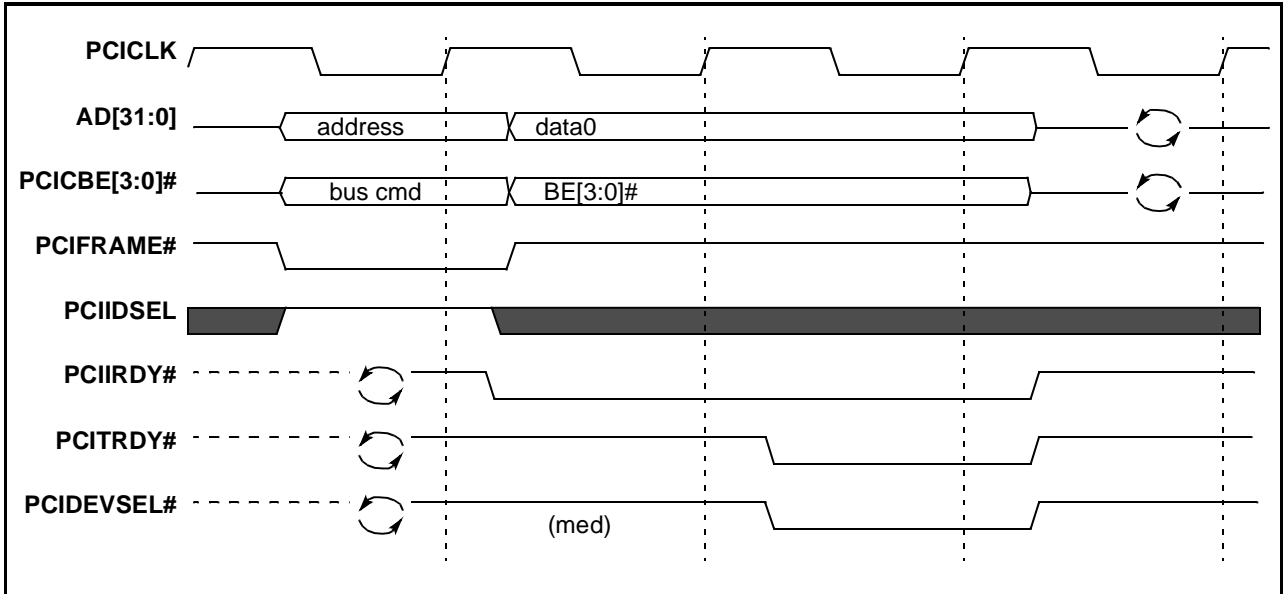 PCICLK
AD[31:0]
address
data0
PCICBE[3:0]#
bus cmd
BE[3:0]#
PCIFRAME#
PCIIDSEL
PCIIRDY#
PCITRDY#
PCIDEVSEL#
(med)